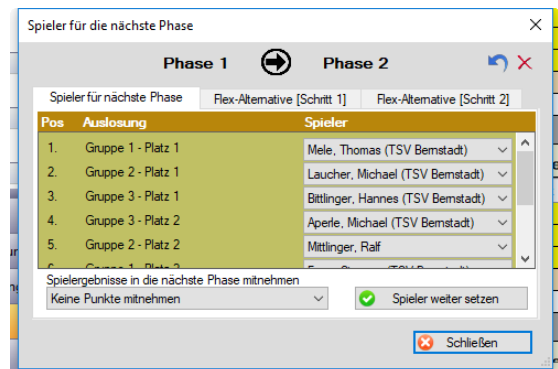 Spieler für die nächste Phase
Phase 1 Phase 2
Spieler für nächste Phase Flex-Alternative [Schritt 1] Flex-Alternative [Schritt 2]
Pos Auslosung Spieler
1. Gruppe 1 - Platz 1 Mele, Thomas (TSV Bernstadt)
2. Gruppe 2 - Platz 1 Laucher, Michael (TSV Bernstadt)
3. Gruppe 3 - Platz 1 Bittlinger, Hannes (TSV Bernstadt)
4. Gruppe 3 - Platz 2 Aperle, Michael (TSV Bernstadt)
5. Gruppe 2 - Platz 2 Mittlinger, Ralf
Spielergebnisse in die nächste Phase mitnehmen
Keine Punkte mitnehmen Spieler weiter setzen
Schließen